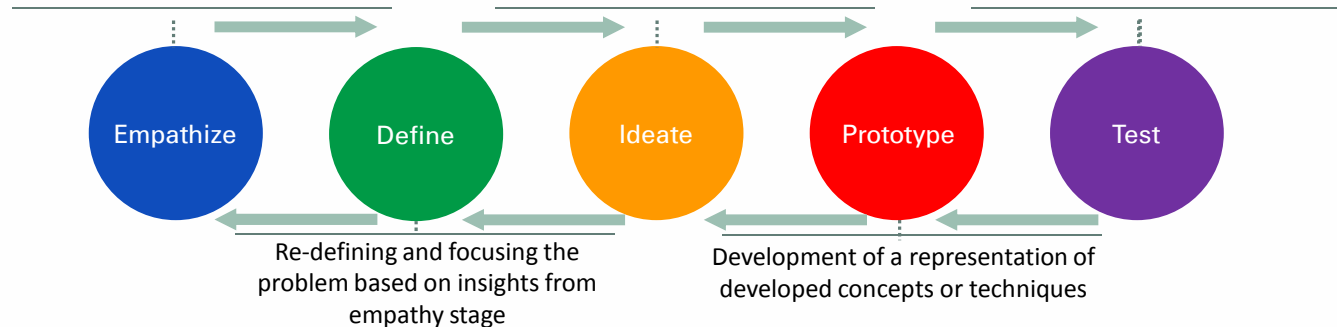 Empathize
Define
Ideate
Prototype
Test
Re-defining and focusing the
problem based on insights from
empathy stage
Development of a representation of
developed concepts or techniques